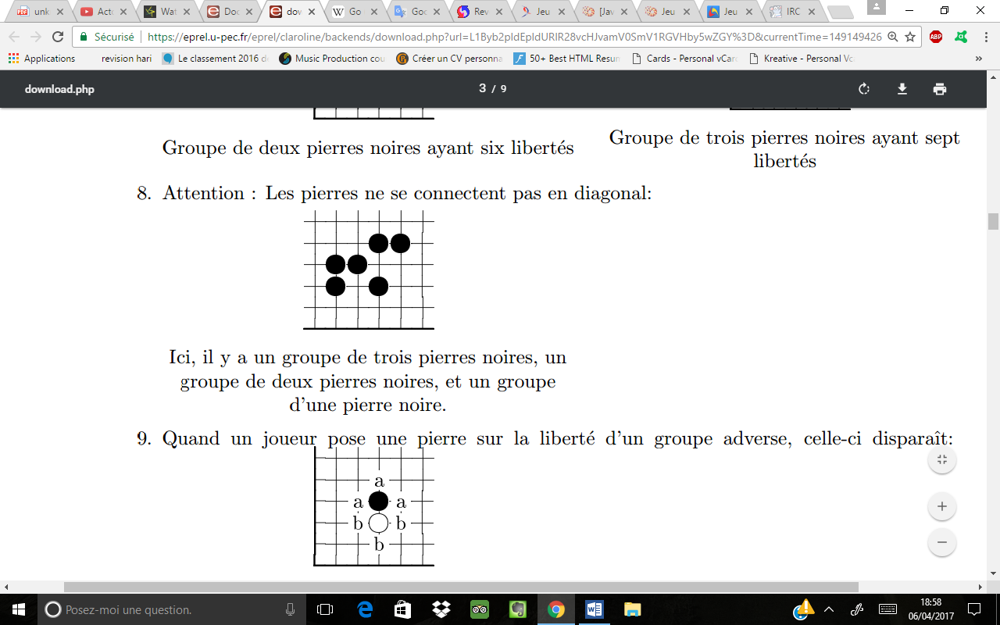 unk
Acto
Wat
Doc
dov
Go
Goo
Rev
Jeu
[Jav
Jeu
Jeu
IRC
Sécurisé
https://eprel.u-pec.fr/eprel/claroline/backends/download.php?url=L1Byb2pldEpldURlR28vcHJvamV0SmV1RGVHby5wZGY%3D&currentTime=149149426
ABP
Applications
revision hari
Le classement 2016 de
Music Production cou
Créer un CV personna
50+ Best HTML Resum
Cards - Personal vCar
Kreative - Personal Vc
»
download.php
3 / 9
Groupe de deux pierres noires ayant six libertés
Groupe de trois pierres noires ayant sept
libertés
8. Attention : Les pierres ne se connectent pas en diagonal:
Ici, il y a un groupe de trois pierres noires, un
groupe de deux pierres noires, et un groupe
d'une pierre noire.
9. Quand un joueur pose une pierre sur la liberté d'un groupe adverse, celle-ci disparaît:
a
a a
b b
b
Posez-moi une question.
18:58
06/04/2017